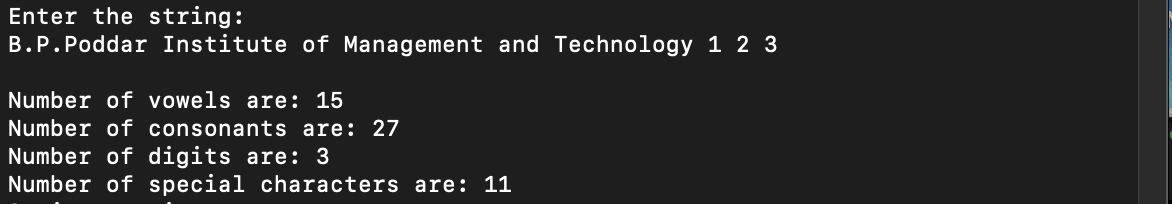 Enter the string:
B.P.Poddar Institute of Management and Technology 1 2 3
Number of vowels are: 15
Number of consonants are: 27
Number of digits are: 3
Number of special characters are: 11